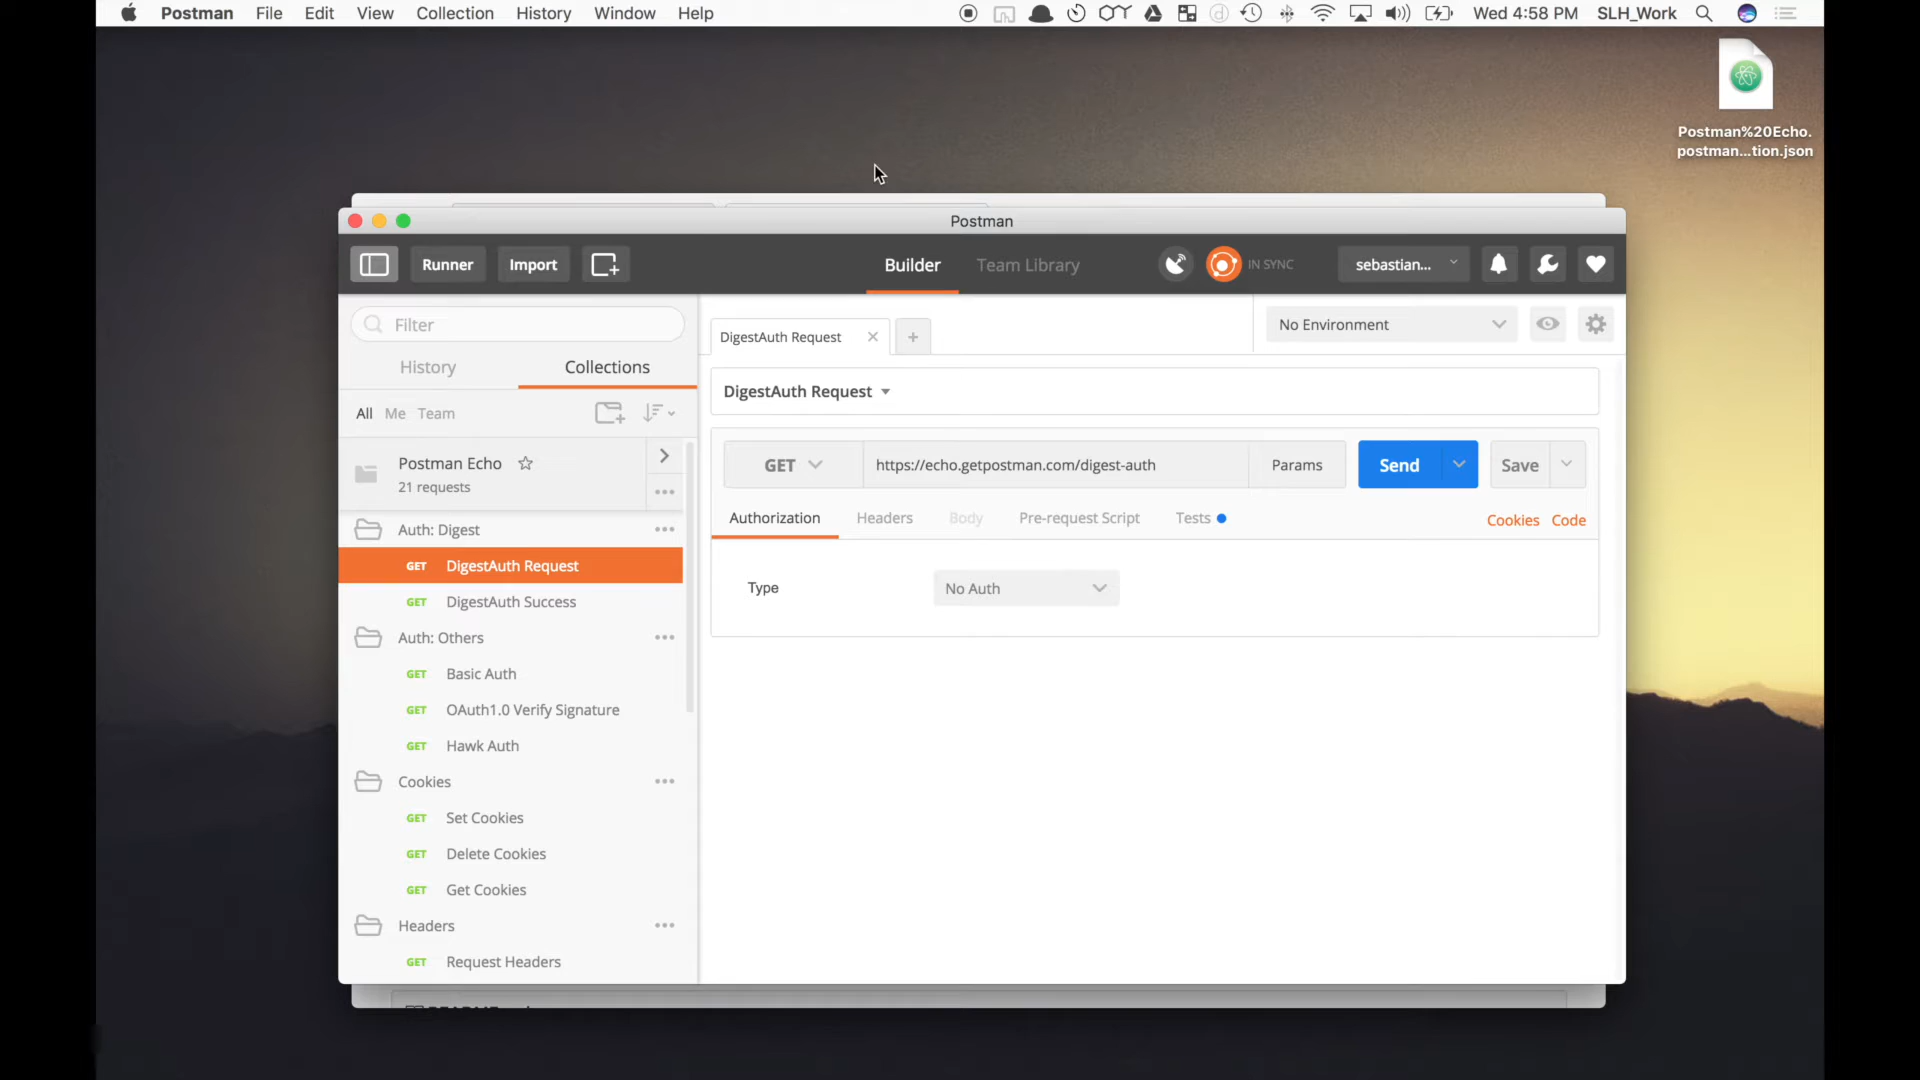 Postman File Edit View Collection History Window Help
Wed 4:58 PM SLH_Work
Postman%20Echo.
postman...tion.json
Postman
Runner Import
Builder Team Library
IN SYNC
sebastian...
Filter
History Collections
All Me Team
Postman Echo
21 requests
Auth: Digest
GET DigestAuth Request
GET DigestAuth Success
Auth: Others
GET Basic Auth
GET OAuth1.0 Verify Signature
GET Hawk Auth
Cookies
GET Set Cookies
GET Delete Cookies
GET Get Cookies
Headers
GET Request Headers
DigestAuth Request
No Environment
DigestAuth Request
GET https://echo.getpostman.com/digest-auth Params Send Save
Authorization Headers Body Pre-request Script Tests Cookies Code
Type No Auth